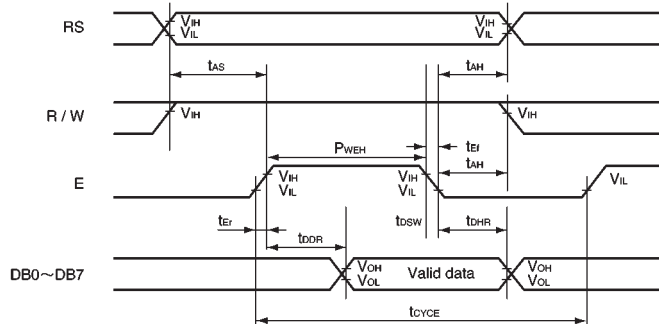 RS VIH VIL VIH VIL
tAS tAH
R / W VIH VIH
PWEH tEf
tAH
E VIH VIL VIH VIL VIL
tEr tDDR tDSW tDHR
DB0~DB7 VOH VOL Valid data VOH VOL
tCYCE